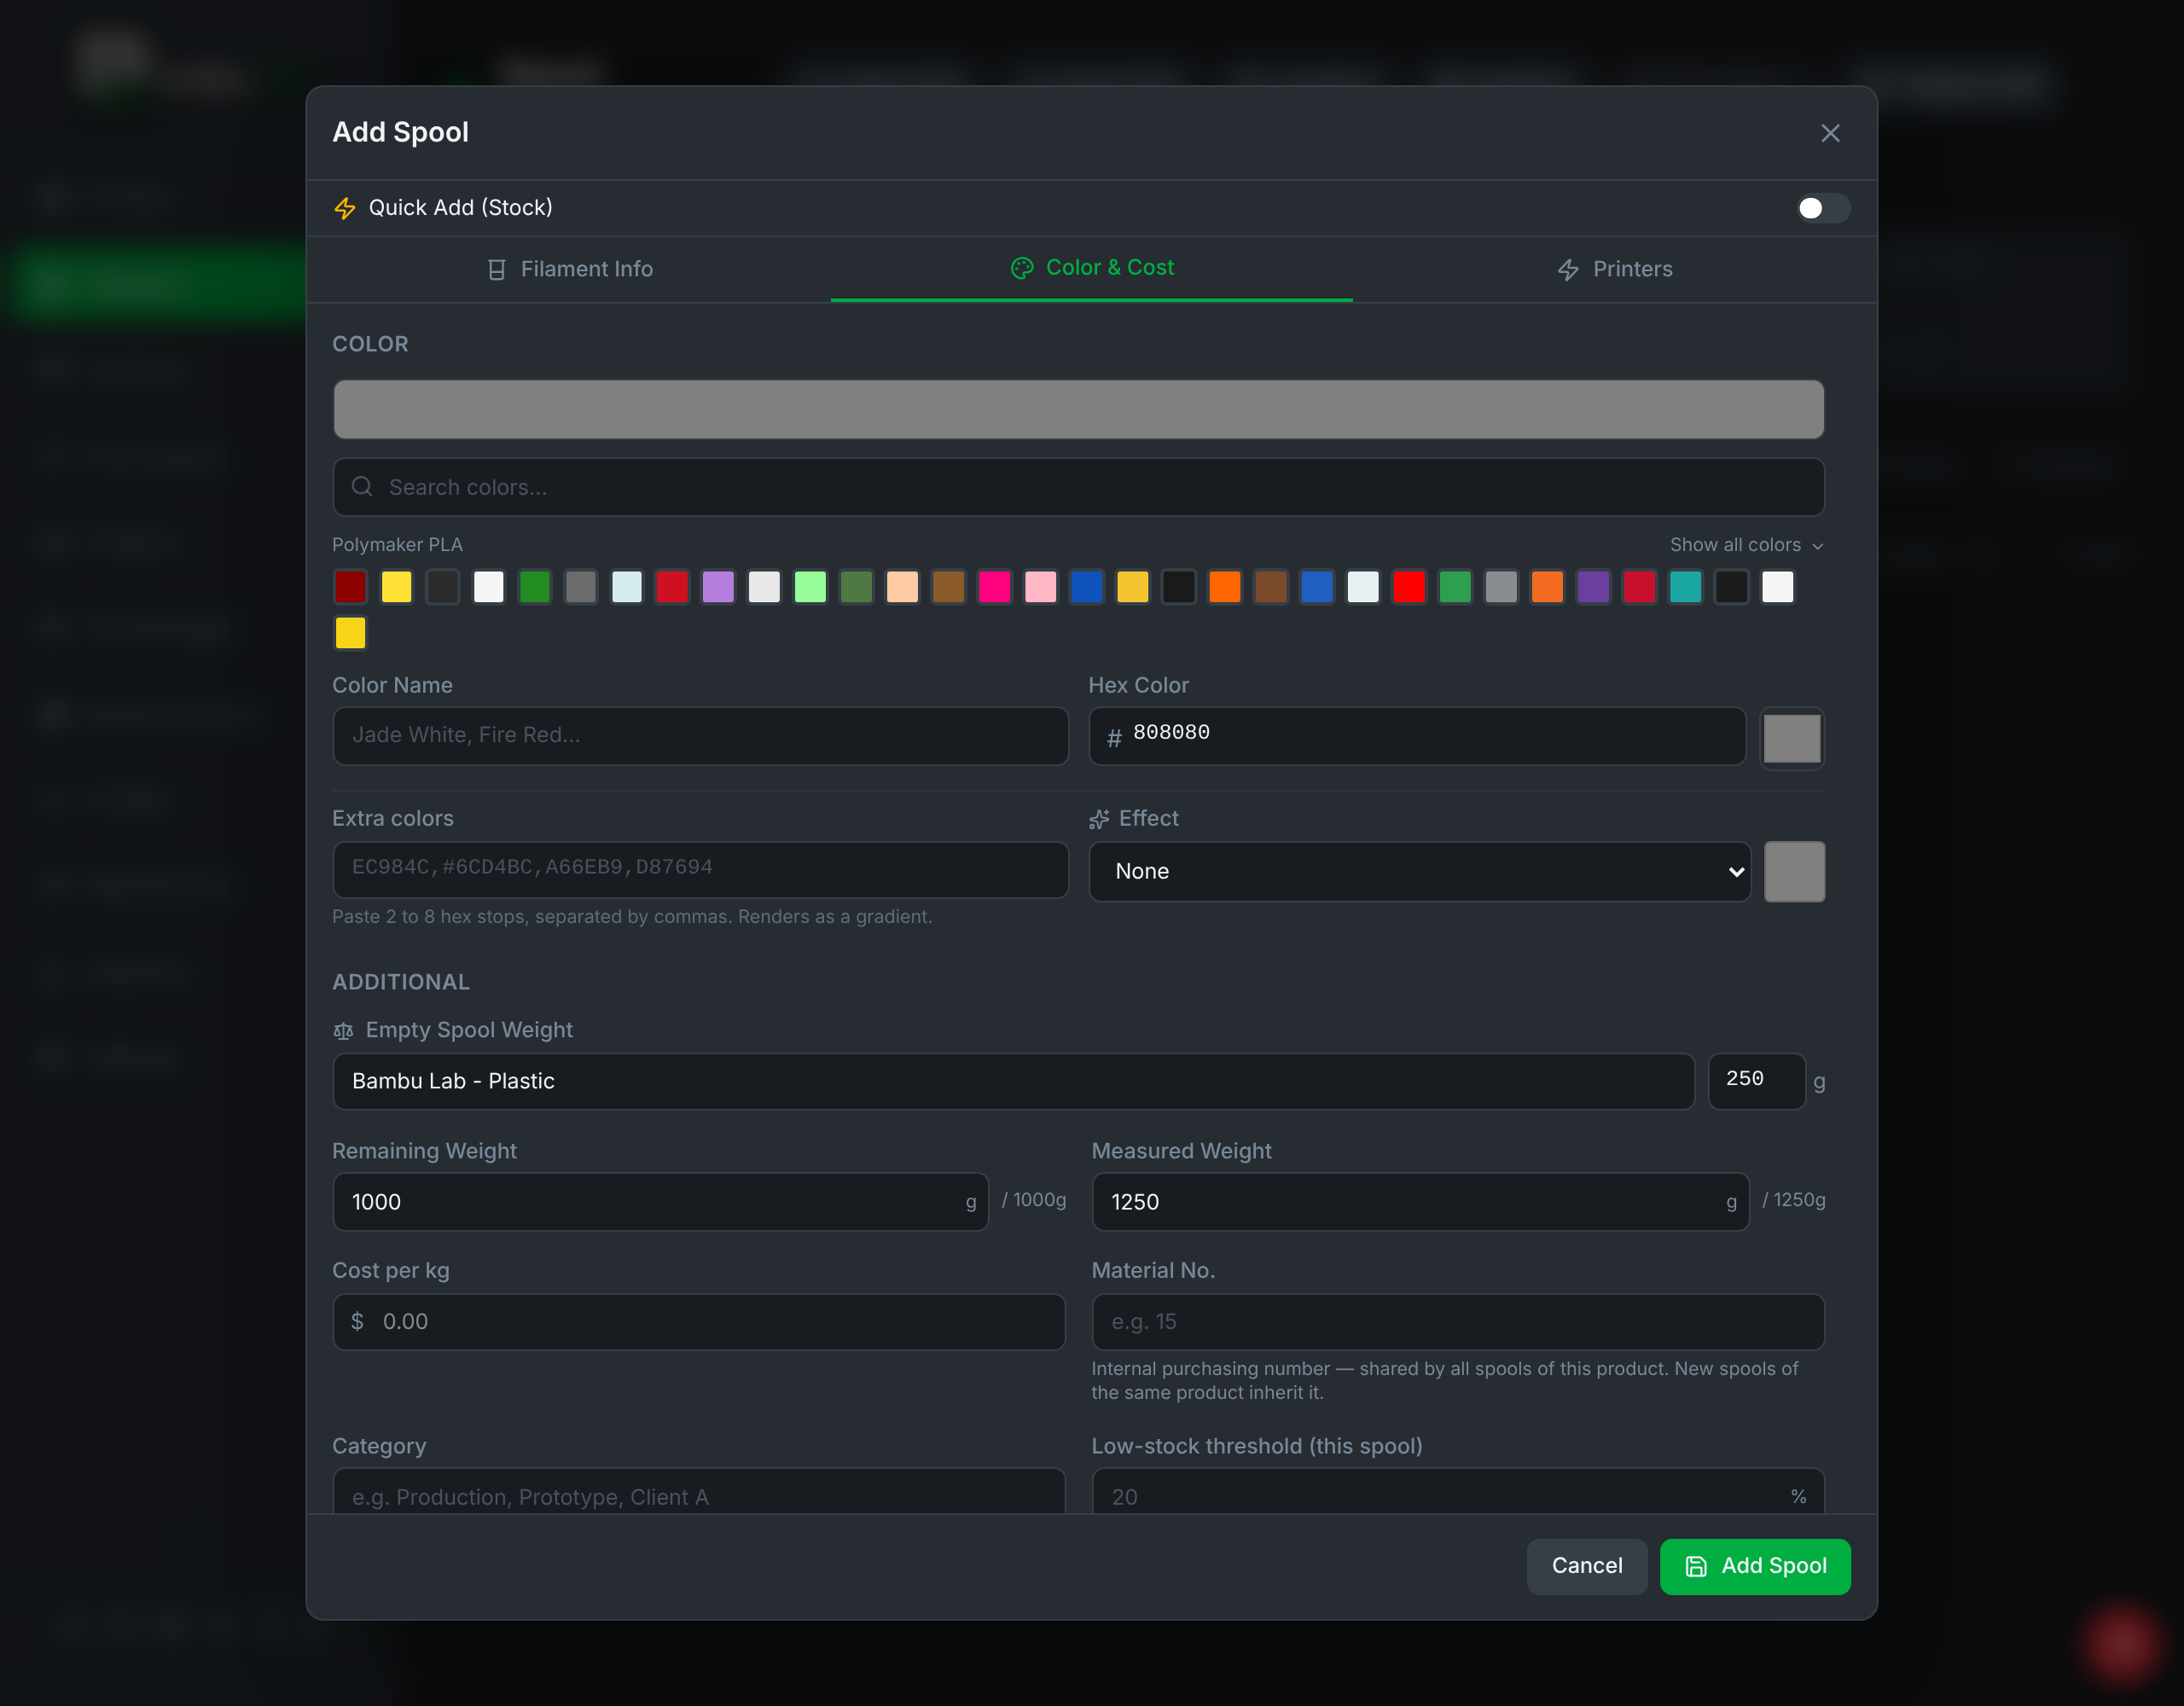 Add Spool
Quick Add (Stock)
Filament Info
Color & Cost
Printers
COLOR
Search colors...
Polymaker PLA
Show all colors
Color Name
Hex Color
Jade White, Fire Red...
# 808080
Extra colors
Effect
EC984C,#6CD4BC,A66EB9,D87694
None
Paste 2 to 8 hex stops, separated by commas. Renders as a gradient.
ADDITIONAL
Empty Spool Weight
Bambu Lab - Plastic
250 g
Remaining Weight
Measured Weight
1000 g / 1000g
1250 g / 1250g
Cost per kg
Material No.
$ 0.00
e.g. 15
Internal purchasing number — shared by all spools of this product. New spools of
the same product inherit it.
Category
Low-stock threshold (this spool)
e.g. Production, Prototype, Client A
20 %
Cancel
Add Spool